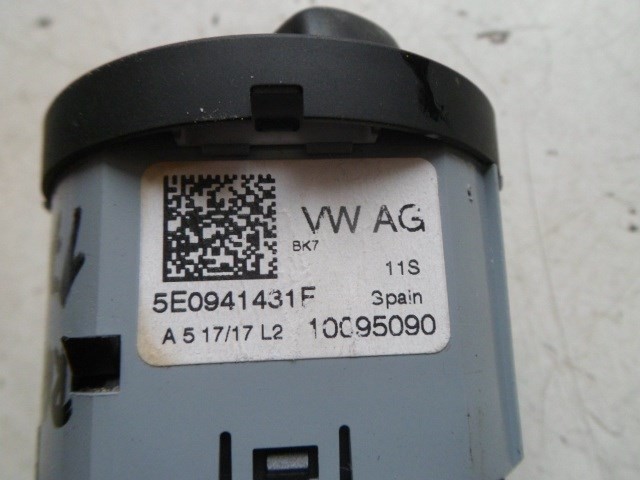 VW AG
BK7
11S
5E0941431F
Spain
A 5 17/17 L2
10095090